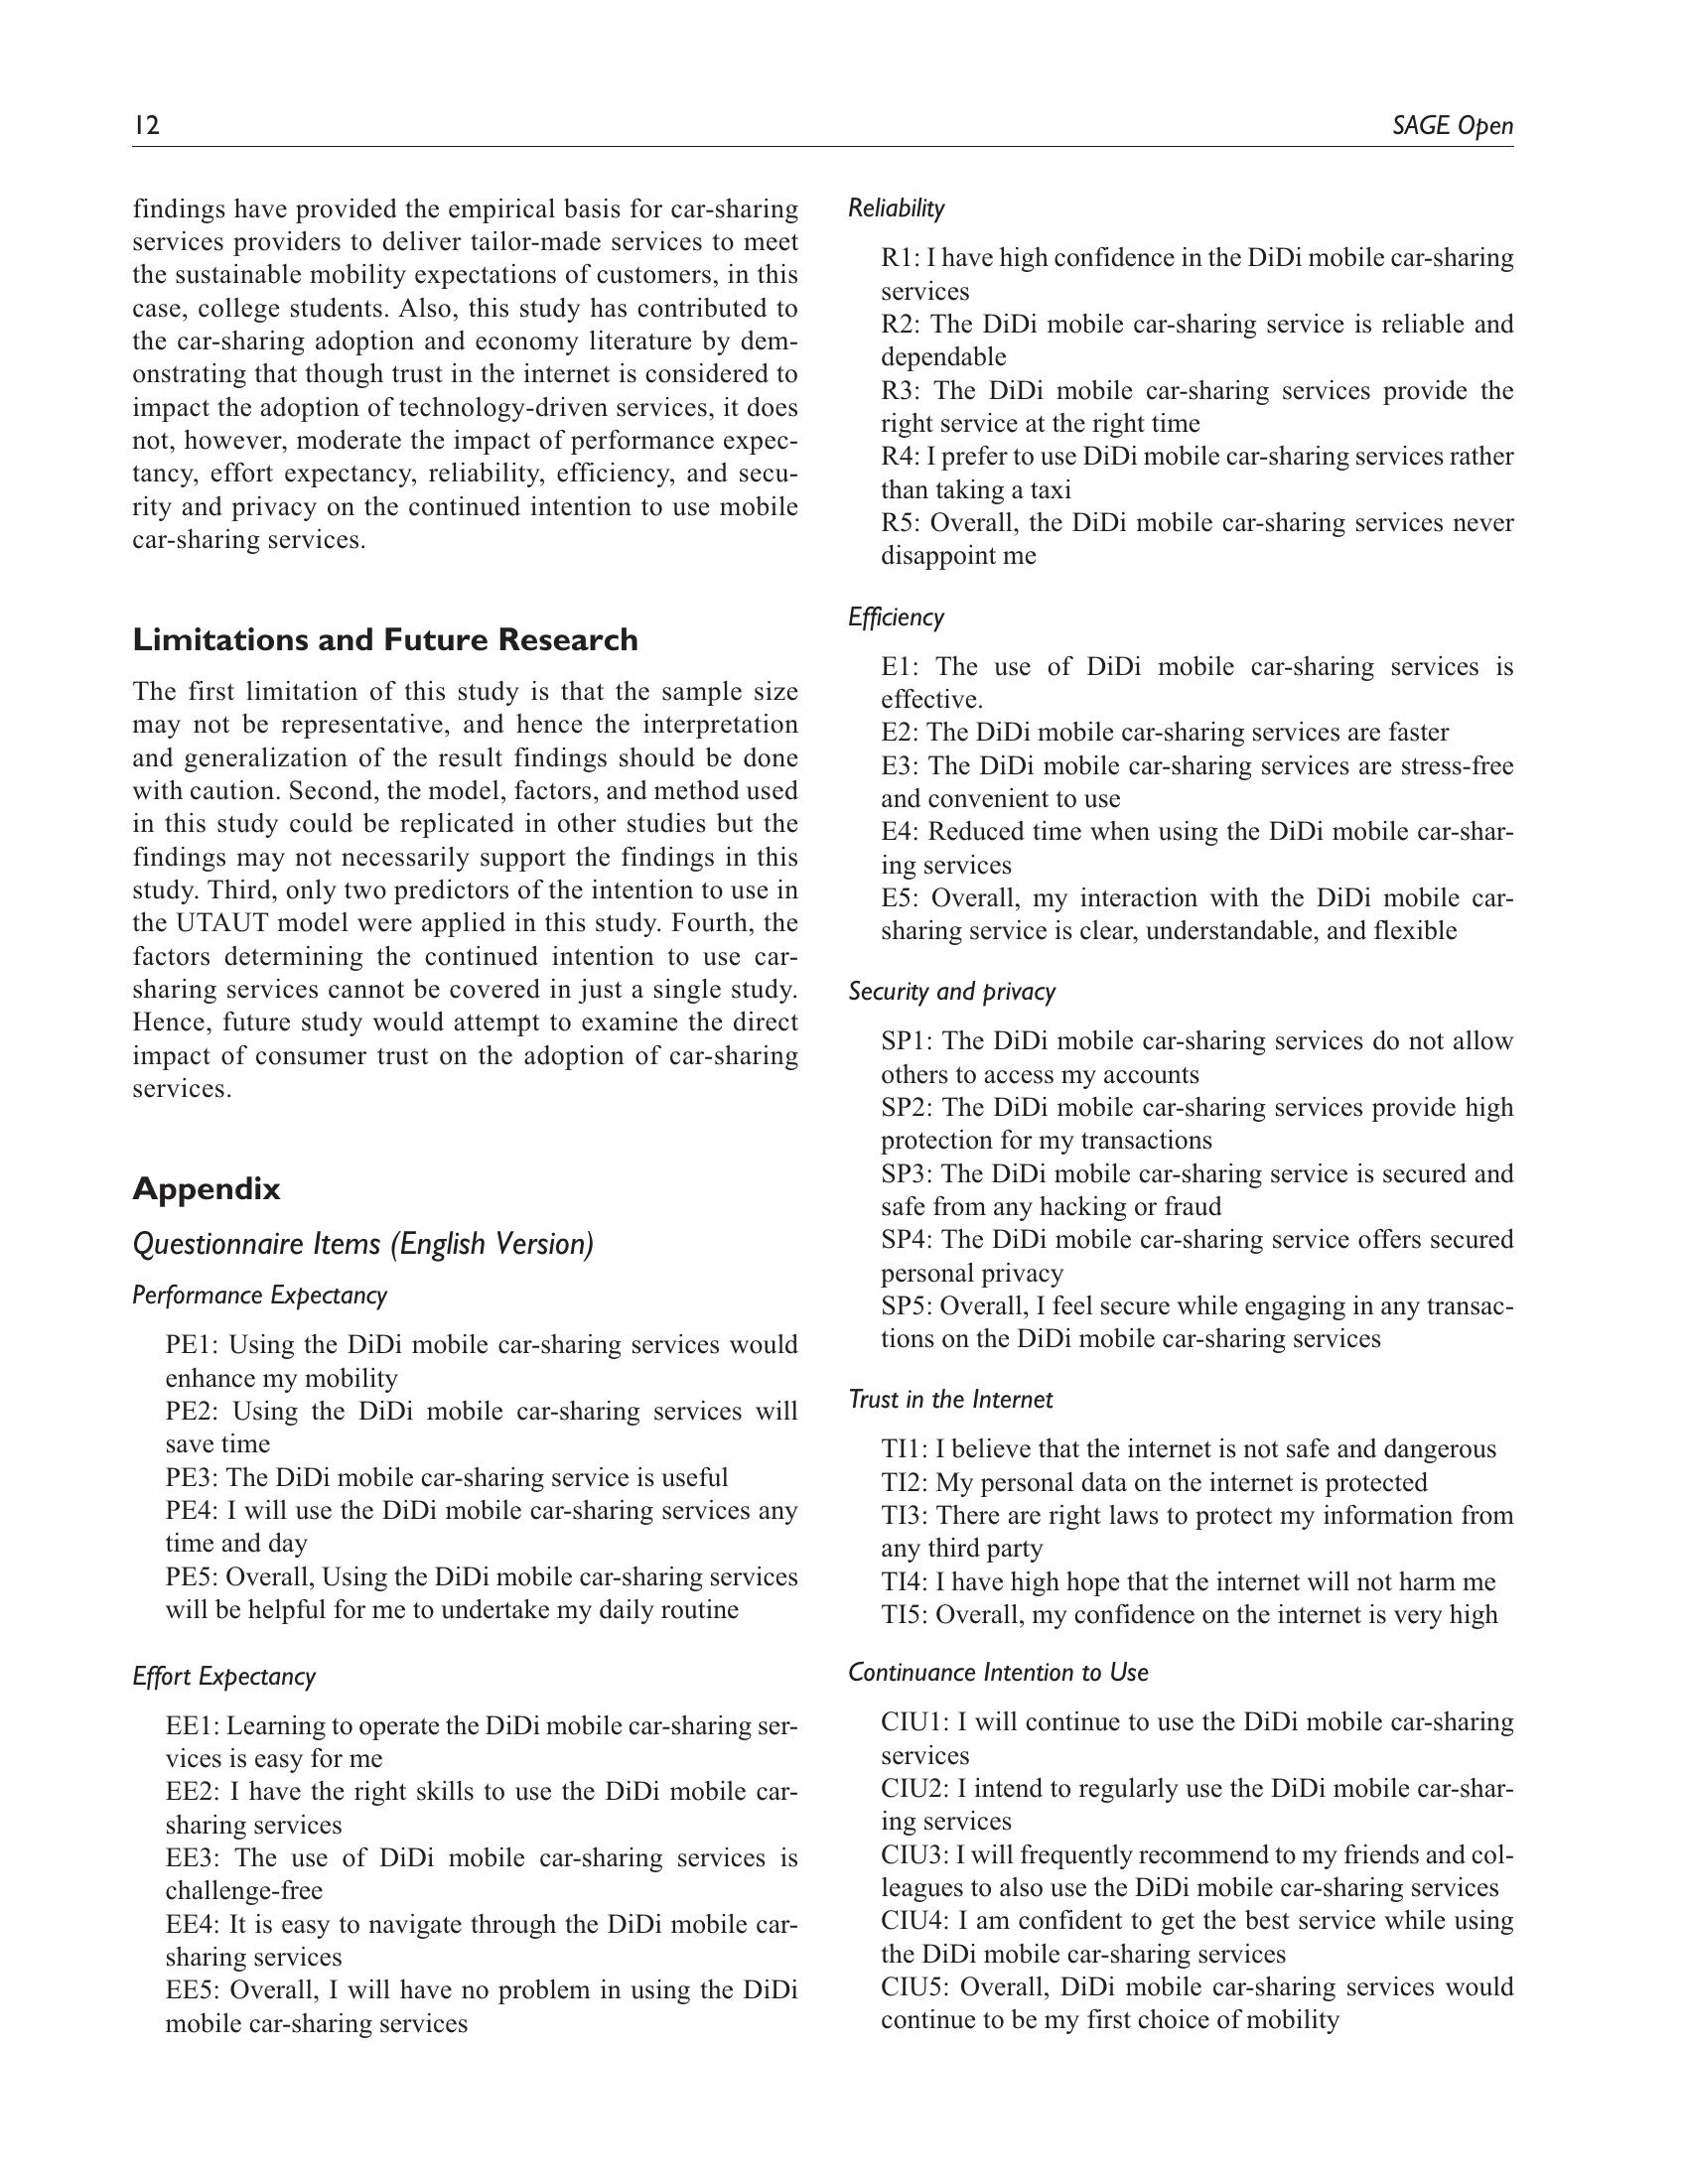 12
SAGE Open
findings have provided the empirical basis for car-sharing
services providers to deliver tailor-made services to meet
the sustainable mobility expectations of customers, in this
case, college students. Also, this study has contributed to
the car-sharing adoption and economy literature by dem-
onstrating that though trust in the internet is considered to
impact the adoption of technology-driven services, it does
not, however, moderate the impact of performance expec-
tancy, effort expectancy, reliability, efficiency, and secu-
rity and privacy on the continued intention to use mobile
car-sharing services.
Limitations and Future Research
The first limitation of this study is that the sample size
may not be representative, and hence the interpretation
and generalization of the result findings should be done
with caution. Second, the model, factors, and method used
in this study could be replicated in other studies but the
findings may not necessarily support the findings in this
study. Third, only two predictors of the intention to use in
the UTAUT model were applied in this study. Fourth, the
factors determining the continued intention to use car-
sharing services cannot be covered in just a single study.
Hence, future study would attempt to examine the direct
impact of consumer trust on the adoption of car-sharing
services.
Appendix
Questionnaire Items (English Version)
Performance Expectancy
PE1: Using the DiDi mobile car-sharing services would
enhance my mobility
PE2: Using the DiDi mobile car-sharing services will
save time
PE3: The DiDi mobile car-sharing service is useful
PE4: I will use the DiDi mobile car-sharing services any
time and day
PE5: Overall, Using the DiDi mobile car-sharing services
will be helpful for me to undertake my daily routine
Effort Expectancy
EE1: Learning to operate the DiDi mobile car-sharing ser-
vices is easy for me
EE2: I have the right skills to use the DiDi mobile car-
sharing services
EE3: The use of DiDi mobile car-sharing services is
challenge-free
EE4: It is easy to navigate through the DiDi mobile car-
sharing services
EE5: Overall, I will have no problem in using the DiDi
mobile car-sharing services
Reliability
R1: I have high confidence in the DiDi mobile car-sharing
services
R2: The DiDi mobile car-sharing service is reliable and
dependable
R3: The DiDi mobile car-sharing services provide the
right service at the right time
R4: I prefer to use DiDi mobile car-sharing services rather
than taking a taxi
R5: Overall, the DiDi mobile car-sharing services never
disappoint me
Efficiency
E1: The use of DiDi mobile car-sharing services is
effective.
E2: The DiDi mobile car-sharing services are faster
E3: The DiDi mobile car-sharing services are stress-free
and convenient to use
E4: Reduced time when using the DiDi mobile car-shar-
ing services
E5: Overall, my interaction with the DiDi mobile car-
sharing service is clear, understandable, and flexible
Security and privacy
SP1: The DiDi mobile car-sharing services do not allow
others to access my accounts
SP2: The DiDi mobile car-sharing services provide high
protection for my transactions
SP3: The DiDi mobile car-sharing service is secured and
safe from any hacking or fraud
SP4: The DiDi mobile car-sharing service offers secured
personal privacy
SP5: Overall, I feel secure while engaging in any transac-
tions on the DiDi mobile car-sharing services
Trust in the Internet
TI1: I believe that the internet is not safe and dangerous
TI2: My personal data on the internet is protected
TI3: There are right laws to protect my information from
any third party
TI4: I have high hope that the internet will not harm me
TI5: Overall, my confidence on the internet is very high
Continuance Intention to Use
CIU1: I will continue to use the DiDi mobile car-sharing
services
CIU2: I intend to regularly use the DiDi mobile car-shar-
ing services
CIU3: I will frequently recommend to my friends and col-
leagues to also use the DiDi mobile car-sharing services
CIU4: I am confident to get the best service while using
the DiDi mobile car-sharing services
CIU5: Overall, DiDi mobile car-sharing services would
continue to be my first choice of mobility